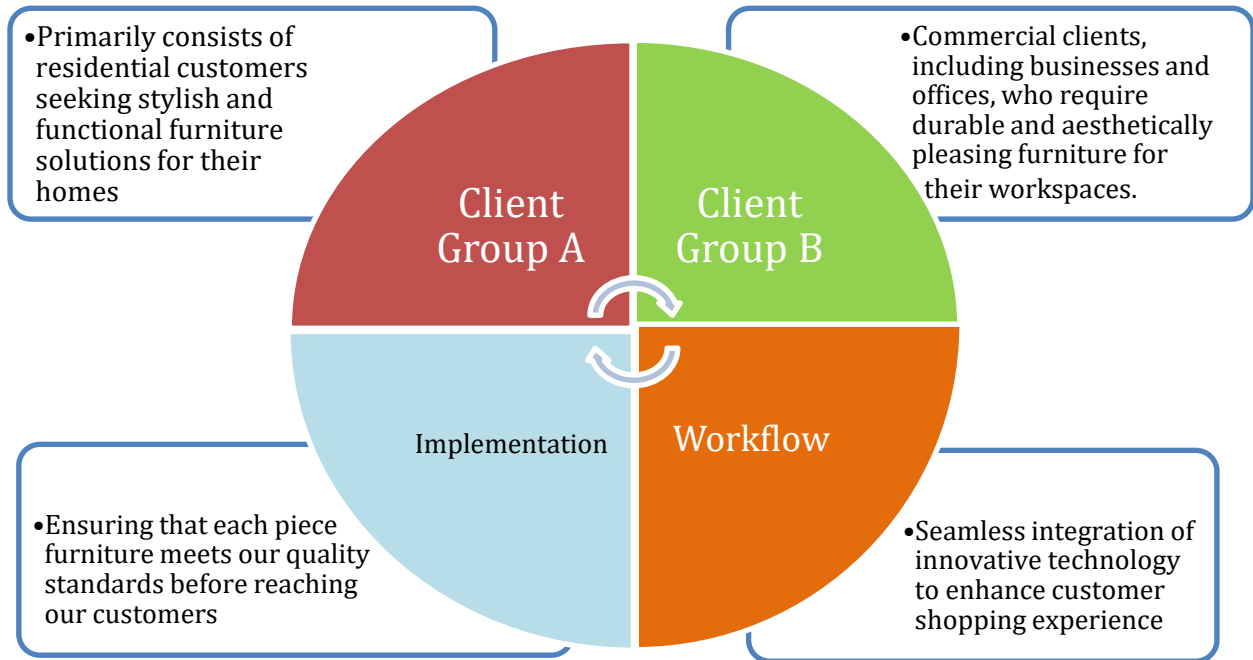 •Primarily consists of
residential customers
seeking stylish and
functional furniture
solutions for their
homes
•Commercial clients,
including businesses and
offices, who require
durable and aesthetically
pleasing furniture for
their workspaces.
Client
Group A
Client
Group B
Implementation
Workflow
•Ensuring that each piece
furniture meets our quality
standards before reaching
our customers
•Seamless integration of
innovative technology
to enhance customer
shopping experience